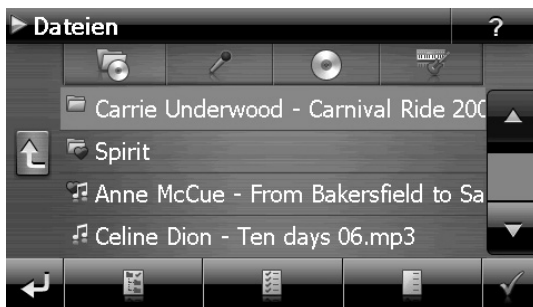 Dateien ?
Carrie Underwood - Carnival Ride 200
Spirit
Anne McCue - From Bakersfield to Sa
Celine Dion - Ten days 06.mp3